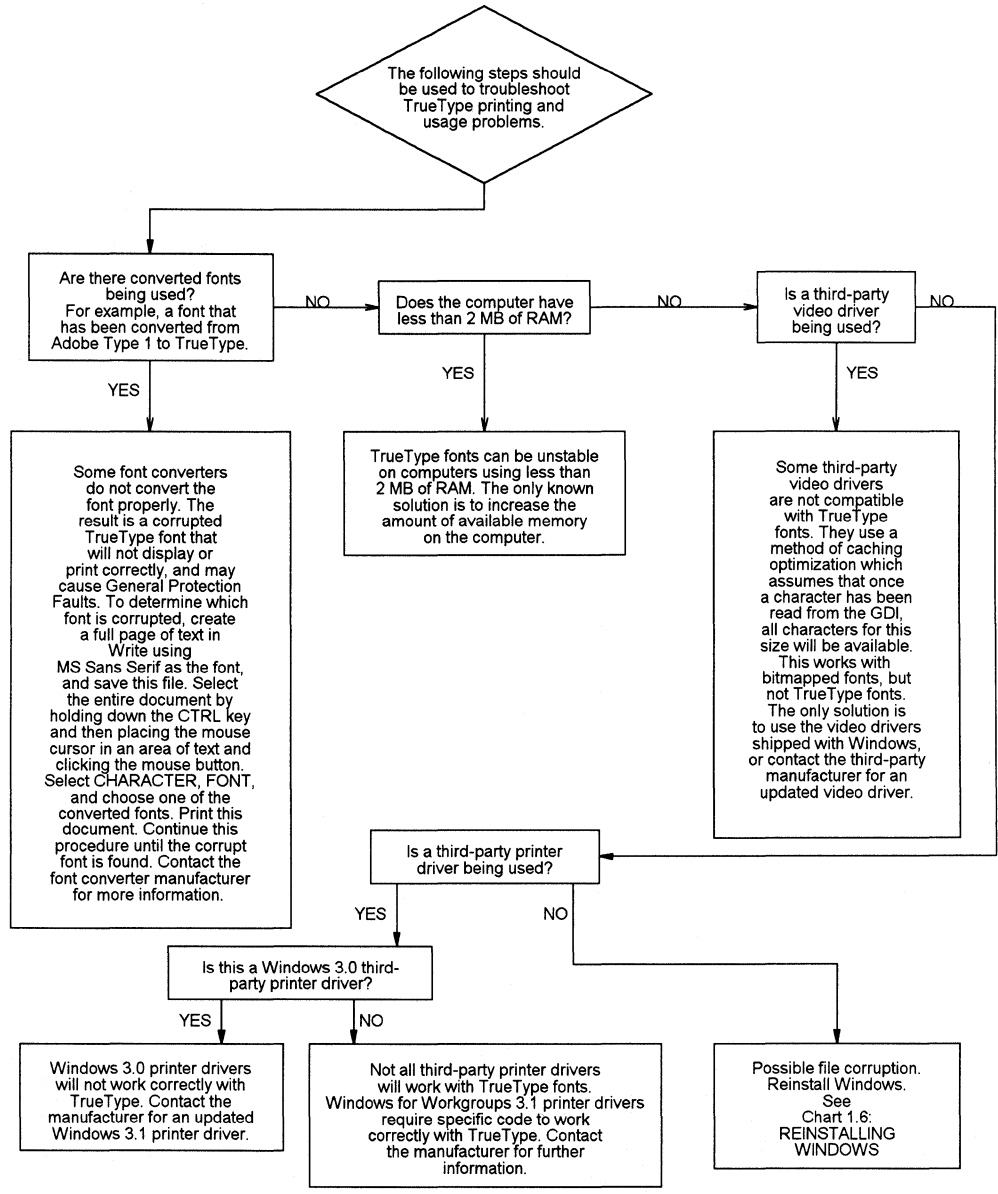 The following steps should
be used to troubleshoot
TrueType printing and
usage problems.
Are there converted fonts
being used?
For example, a font that
has been converted from
Adobe Type 1 to TrueType.
NO
Does the computer have
less than 2 MB of RAM?
NO
Is a third-party
video driver
being used?
NO
YES
YES
YES
Some font converters
do not convert the
font properly. The
result is a corrupted
TrueType font that
will not display or
print correctly, and may
cause General Protection
Faults. To determine which
font is corrupted, create
a full page of text in
Write using
MS Sans Serif as the font,
and save this file. Select
the entire document by
holding down the CTRL key
and then placing the mouse
cursor in an area of text and
clicking the mouse button.
Select CHARACTER, FONT,
and choose one of the
converted fonts. Print this
document. Continue this
procedure until the corrupt
font is found. Contact the
font converter manufacturer
for more information.
TrueType fonts can be unstable
on computers using less than
2 MB of RAM. The only known
solution is to increase the
amount of available memory
on the computer.
Some third-party
video drivers
are not compatible
with TrueType
fonts. They use a
method of caching
optimization which
assumes that once
a character has been
read from the GDI,
all characters for this
size will be available.
This works with
bitmapped fonts, but
not TrueType fonts.
The only solution is
to use the video drivers
shipped with Windows,
or contact the third-party
manufacturer for an
updated video driver.
Is a third-party printer
driver being used?
YES
NO
Is this a Windows 3.0 third-
party printer driver?
YES
NO
Windows 3.0 printer drivers
will not work correctly with
TrueType. Contact the
manufacturer for an updated
Windows 3.1 printer driver.
Not all third-party printer drivers
will work with TrueType fonts.
Windows for Workgroups 3.1 printer drivers
require specific code to work
correctly with TrueType. Contact
the manufacturer for further
information.
Possible file corruption.
Reinstall Windows.
See
Chart 1.6:
REINSTALLING
WINDOWS